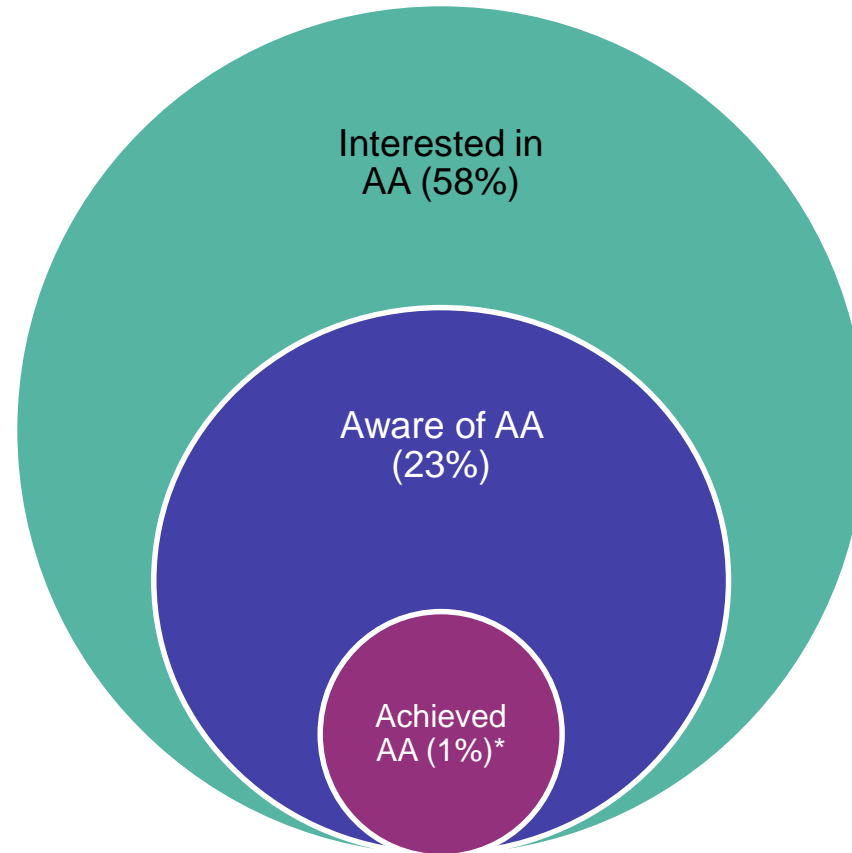 Interested in
AA (58%)
Aware of AA
(23%)
Achieved
AA (1%)*